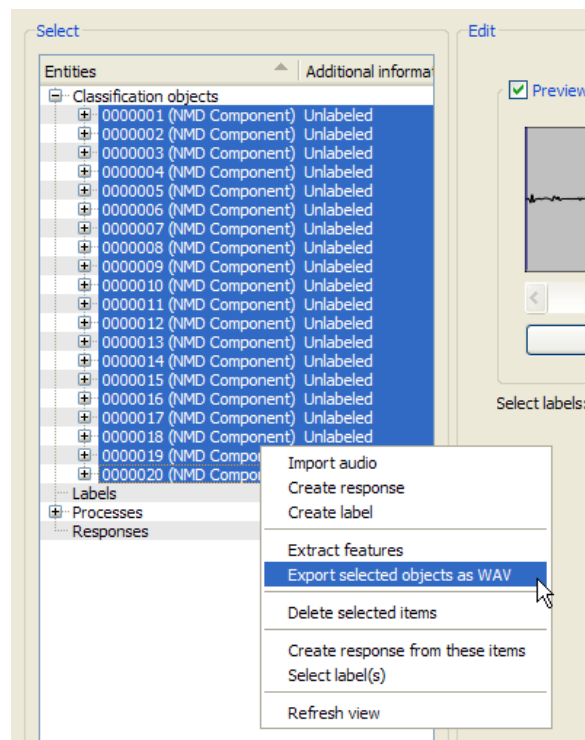 Select
Edit
Entities Additional informa
Preview
Classification objects
0000001 (NMD Component) Unlabeled
0000002 (NMD Component) Unlabeled
0000003 (NMD Component) Unlabeled
0000004 (NMD Component) Unlabeled
0000005 (NMD Component) Unlabeled
0000006 (NMD Component) Unlabeled
0000007 (NMD Component) Unlabeled
0000008 (NMD Component) Unlabeled
0000009 (NMD Component) Unlabeled
0000010 (NMD Component) Unlabeled
0000011 (NMD Component) Unlabeled
0000012 (NMD Component) Unlabeled
0000013 (NMD Component) Unlabeled
0000014 (NMD Component) Unlabeled
0000015 (NMD Component) Unlabeled
0000016 (NMD Component) Unlabeled
0000017 (NMD Component) Unlabeled
0000018 (NMD Component) Unlabeled
0000019 (NMD Compo
0000020 (NMD Compo
Labels
Processes
Responses
Select labels:
Import audio
Create response
Create label
Extract features
Export selected objects as WAV
Delete selected items
Create response from these items
Select label(s)
Refresh view